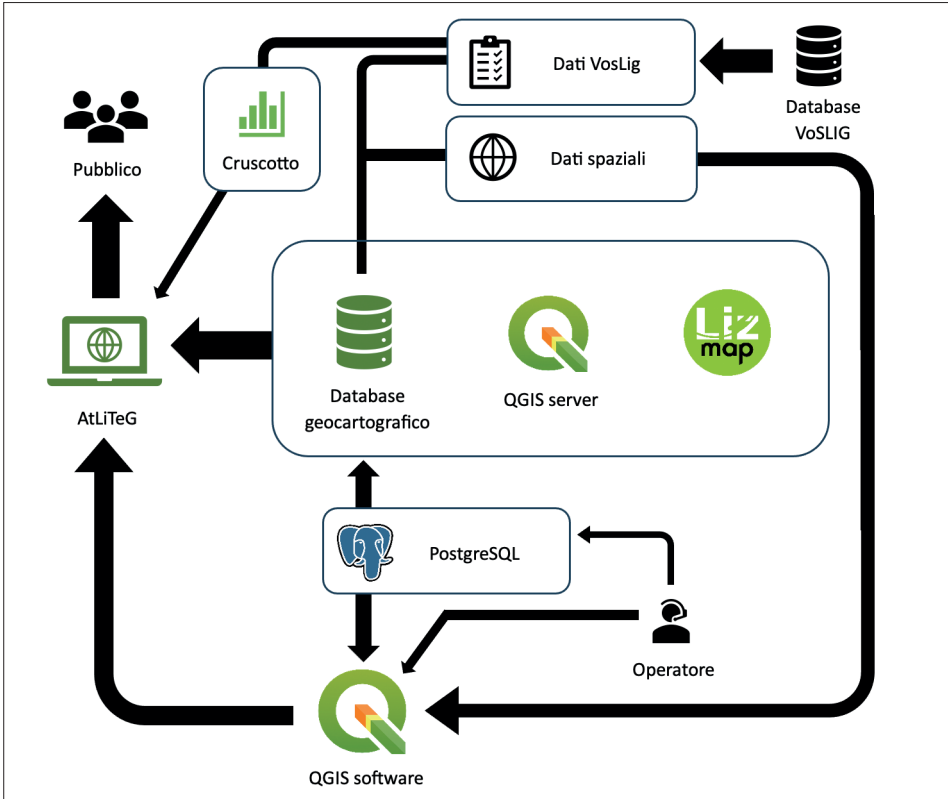 Dati VosLig
Database
VoSLIG
Pubblico
Cruscotto
Dati spaziali
Liz
map
Database
geocartografico
QGIS server
AtLiTeG
PostgreSQL
Operatore
QGIS software